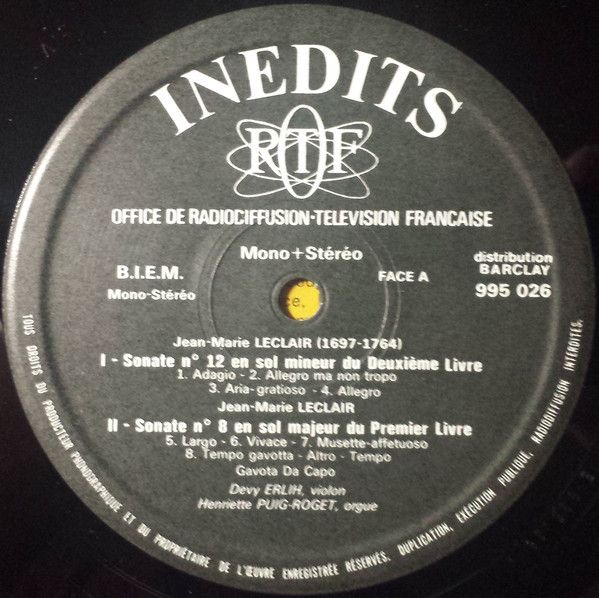 INEDITS
RTF
OFFICE DE RADIODIFFUSION-TELEVISION FRANCAISE
Mono+Stéréo
B.I.E.M.
Mono-Stéréo
FACE A
distribution
BARCLAY
995 026
Jean-Marie LECLAIR (1697-1764)
I - Sonate n° 12 en sol mineur du Deuxième Livre
1. Adagio - 2. Allegro ma non tropo
3. Aria-gratioso - 4. Allegro
Jean-Marie LECLAIR
II - Sonate n° 8 en sol majeur du Premier Livre
5. Largo - 6. Vivace - 7. Musette-affetuoso
8. Tempo gavotta - Altro - Tempo
Gavota Da Capo
Devy ERLIH, violon
Henriette PUIG-ROGET, orgue
TOUS DROITS DU PRODUCTEUR PHONOGRAPHIQUE ET DU PROPRIÉTAIRE DE L'ŒUVRE ENREGISTRÉE RÉSERVÉS. DUPLICATION, EXÉCUTION PUBLIQUE, RADIODIFFUSION INTERDITES.